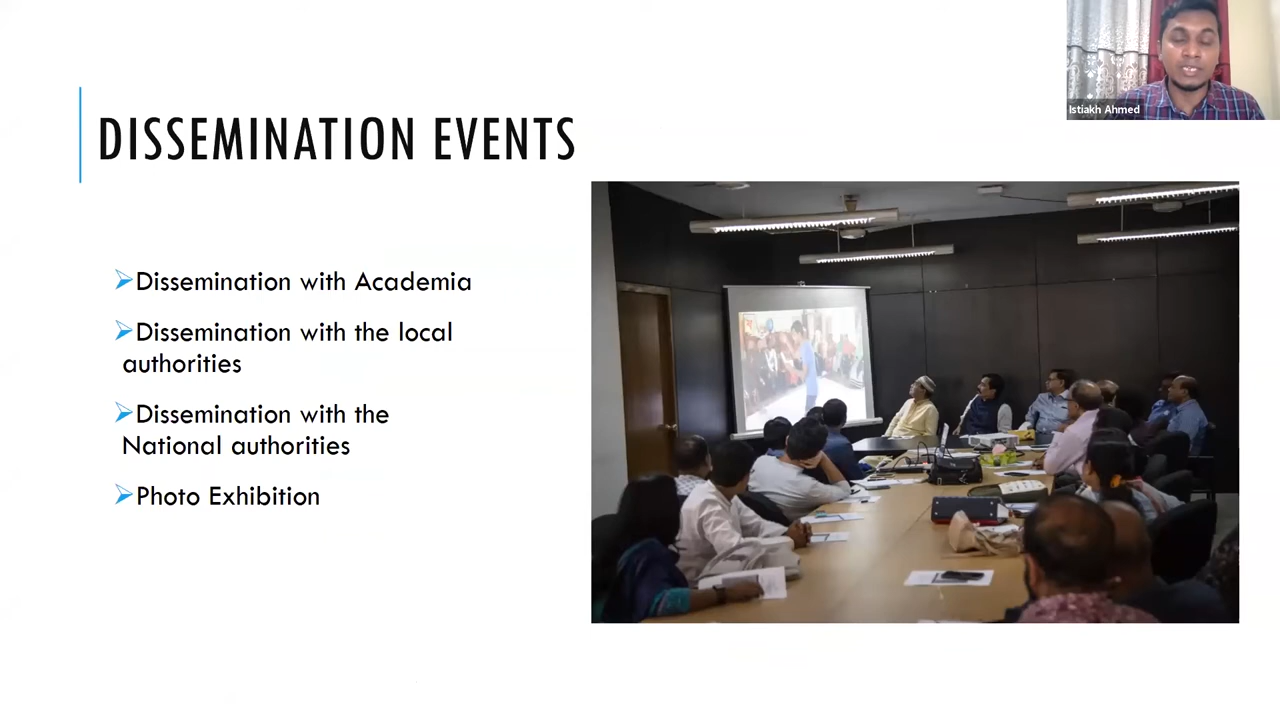 Istiakh Ahmed
DISSEMINATION EVENTS
Dissemination with Academia
Dissemination with the local
authorities
Dissemination with the
National authorities
Photo Exhibition